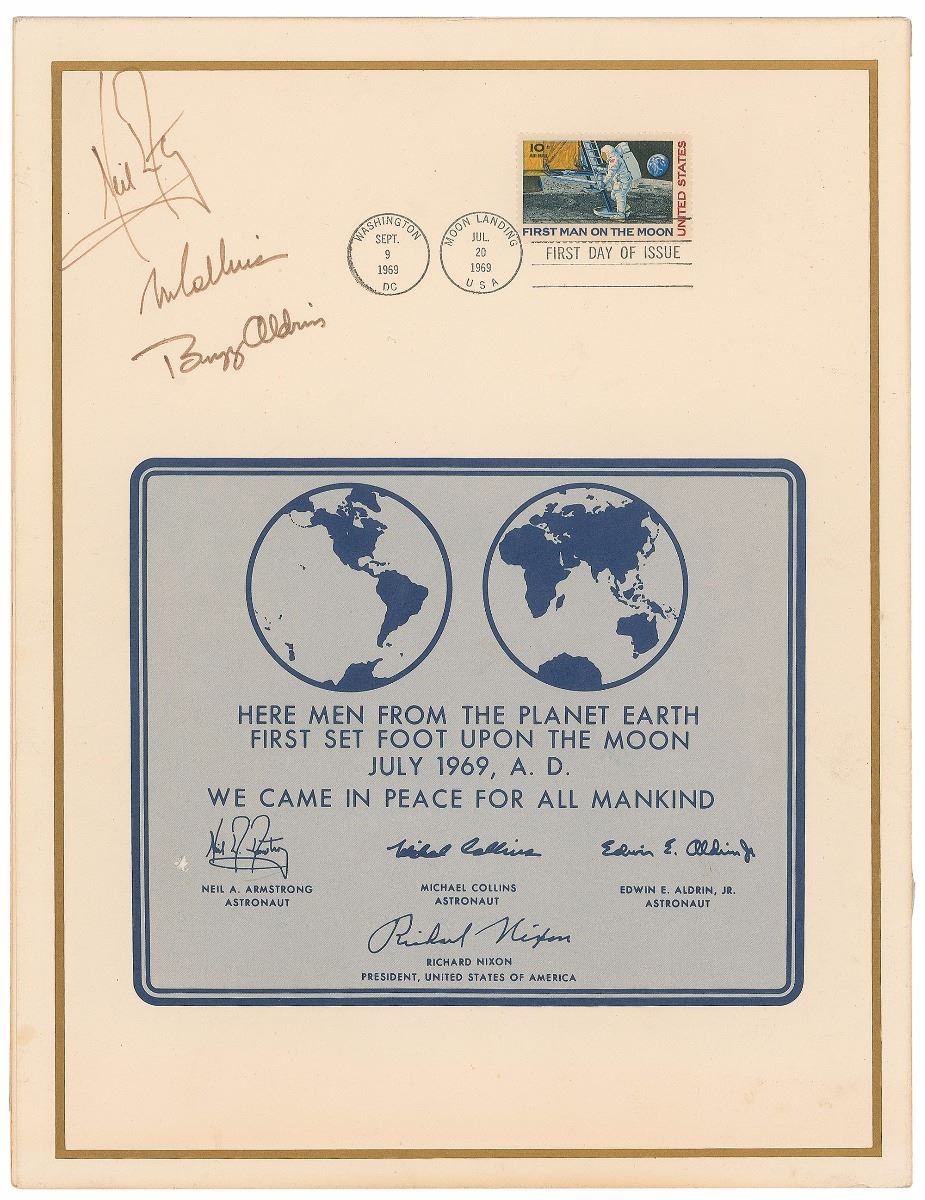 Neil
M Collins
Buzz Aldrin
10¢
AIR MAIL
UNITED STATES
FIRST MAN ON THE MOON
WASHINGTON
SEPT.
9
1969
DC
MOON LANDING
JUL.
20
1969
USA
FIRST DAY OF ISSUE
HERE MEN FROM THE PLANET EARTH
FIRST SET FOOT UPON THE MOON
JULY 1969, A. D.
WE CAME IN PEACE FOR ALL MANKIND
Neil A. Armstrong
Michael Collins
Edwin E. Aldrin Jr
NEIL A. ARMSTRONG
ASTRONAUT
MICHAEL COLLINS
ASTRONAUT
EDWIN E. ALDRIN, JR.
ASTRONAUT
Richard Nixon
RICHARD NIXON
PRESIDENT, UNITED STATES OF AMERICA